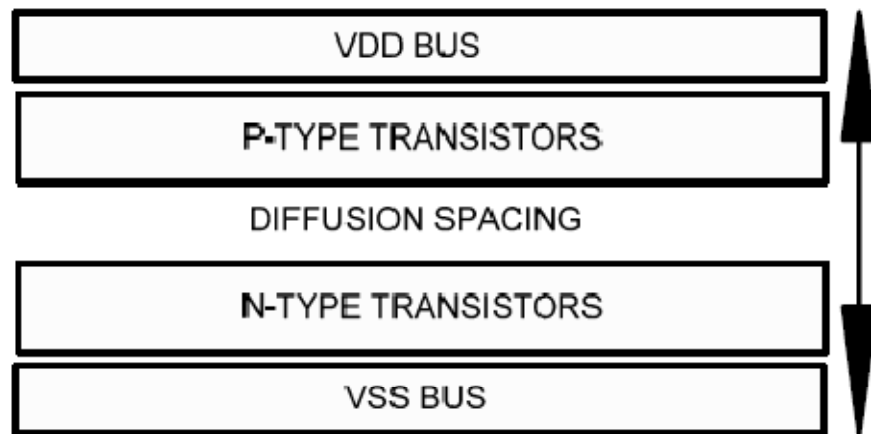 VDD BUS
P-TYPE TRANSISTORS
DIFFUSION SPACING
N-TYPE TRANSISTORS
VSS BUS